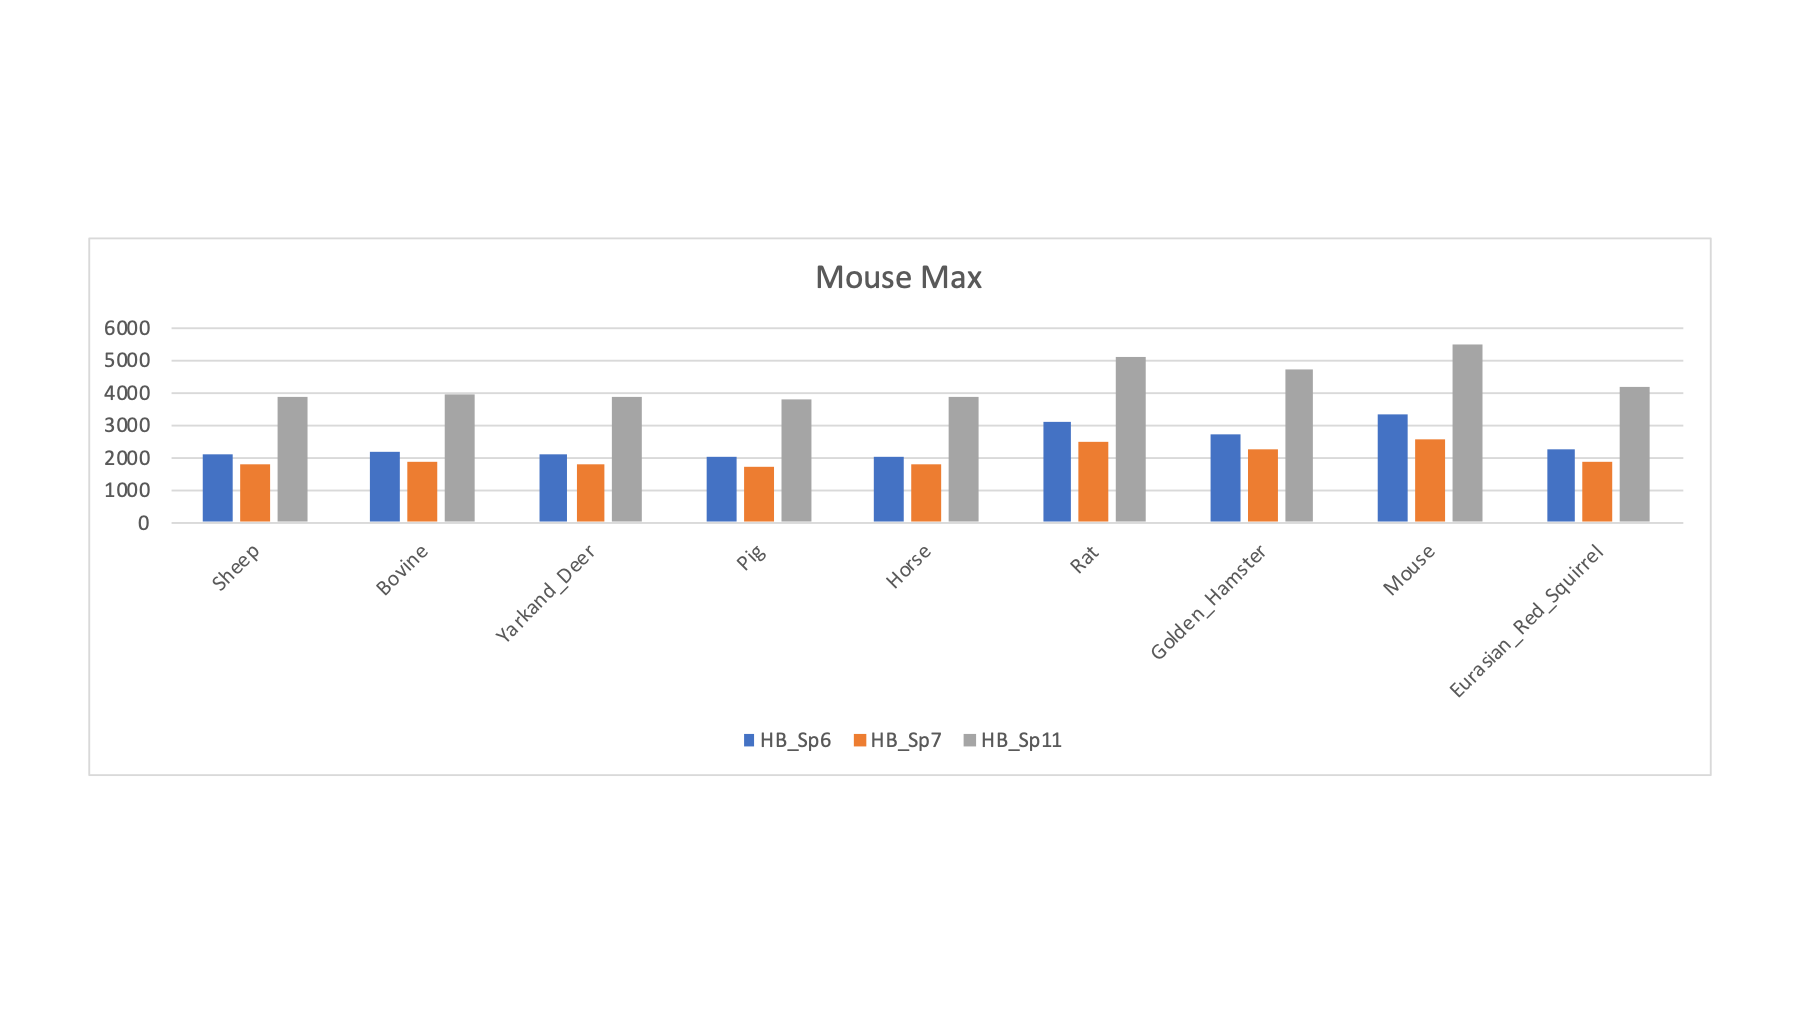 Mouse Max
6000
5000
4000
3000
2000
1000
0
Sheep
Bovine
Yarkand_Deer
Pig
Horse
Rat
Golden_Hamster
Mouse
Eurasian_Red_Squirrel
HB_Sp6 HB_Sp7 HB_Sp11